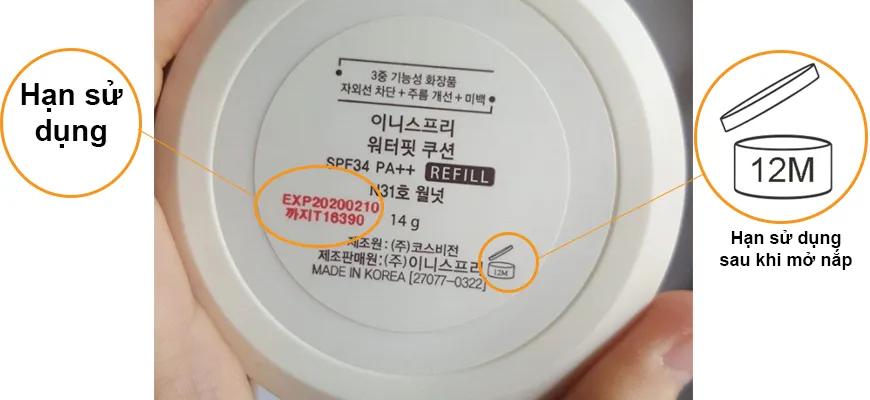 Hạn sử
dụng
3중 기능성 화장품
자외선 차단 + 주름 개선 + 미백
이니스프리
워터핏 쿠션
SPF34 PA++ REFILL
N31호 월넛
EXP20200210
까지T16390
14 g
제조원 : (주)코스비전
제조판매원 : (주)이니스프리
12M
MADE IN KOREA [27077-0322]
12M
Hạn sử dụng
sau khi mở nắp